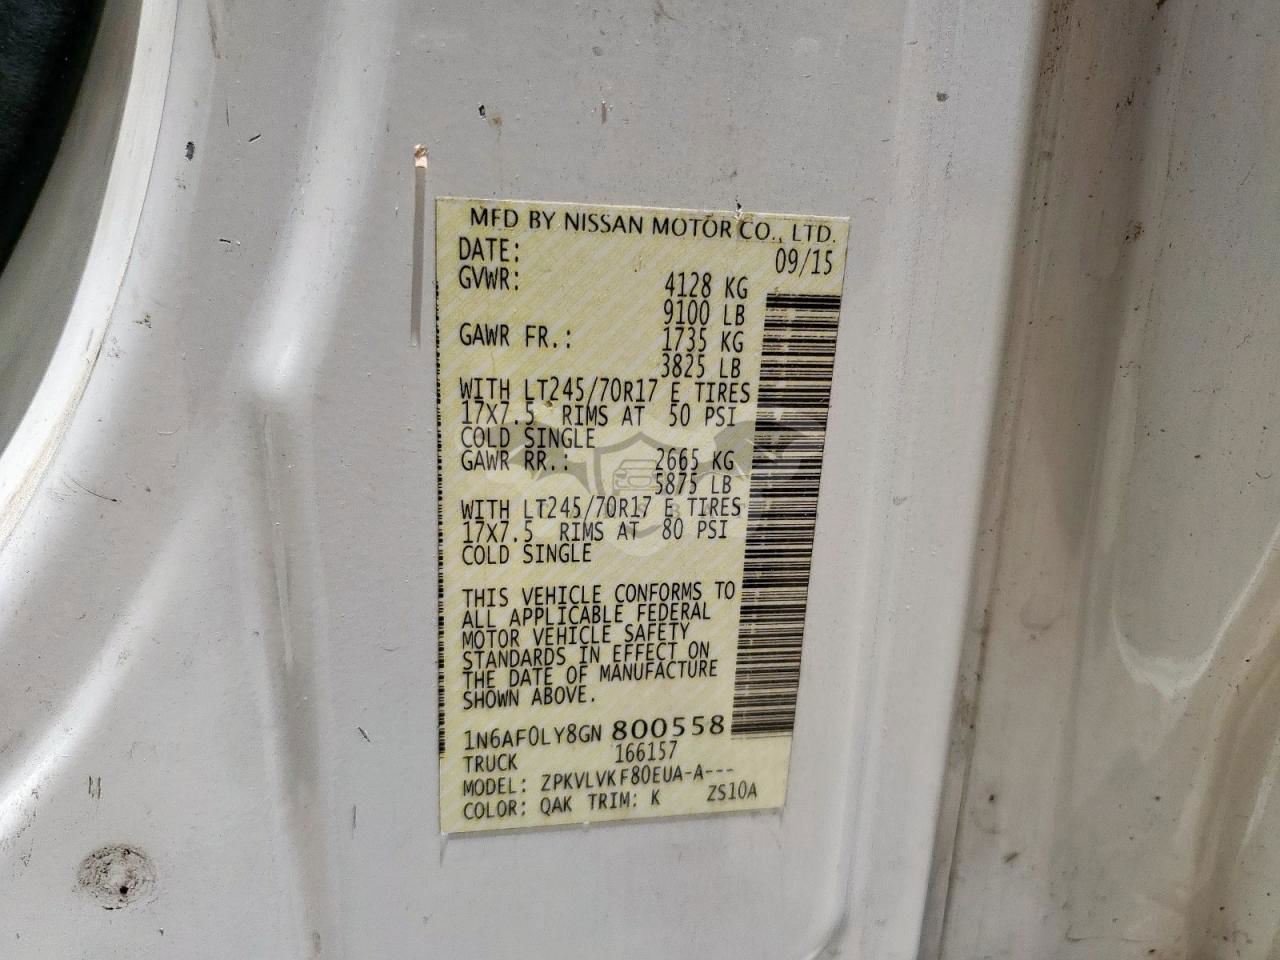 MFD BY NISSAN MOTOR CO., LTD.
DATE: 09/15
GVWR: 4128 KG
9100 LB
GAWR FR.: 1735 KG
3825 LB
WITH LT245/70R17 E TIRES
17X7.5 RIMS AT 50 PSI
COLD SINGLE
GAWR RR.: 2665 KG
5875 LB
WITH LT245/70R17 E TIRES
17X7.5 RIMS AT 80 PSI
COLD SINGLE
THIS VEHICLE CONFORMS TO
ALL APPLICABLE FEDERAL
MOTOR VEHICLE SAFETY
STANDARDS IN EFFECT ON
THE DATE OF MANUFACTURE
SHOWN ABOVE.
1N6AF0LY8GN 800558
TRUCK 166157
MODEL: ZPKVLVKF80EUA-A---
COLOR: QAK TRIM: K ZS10A